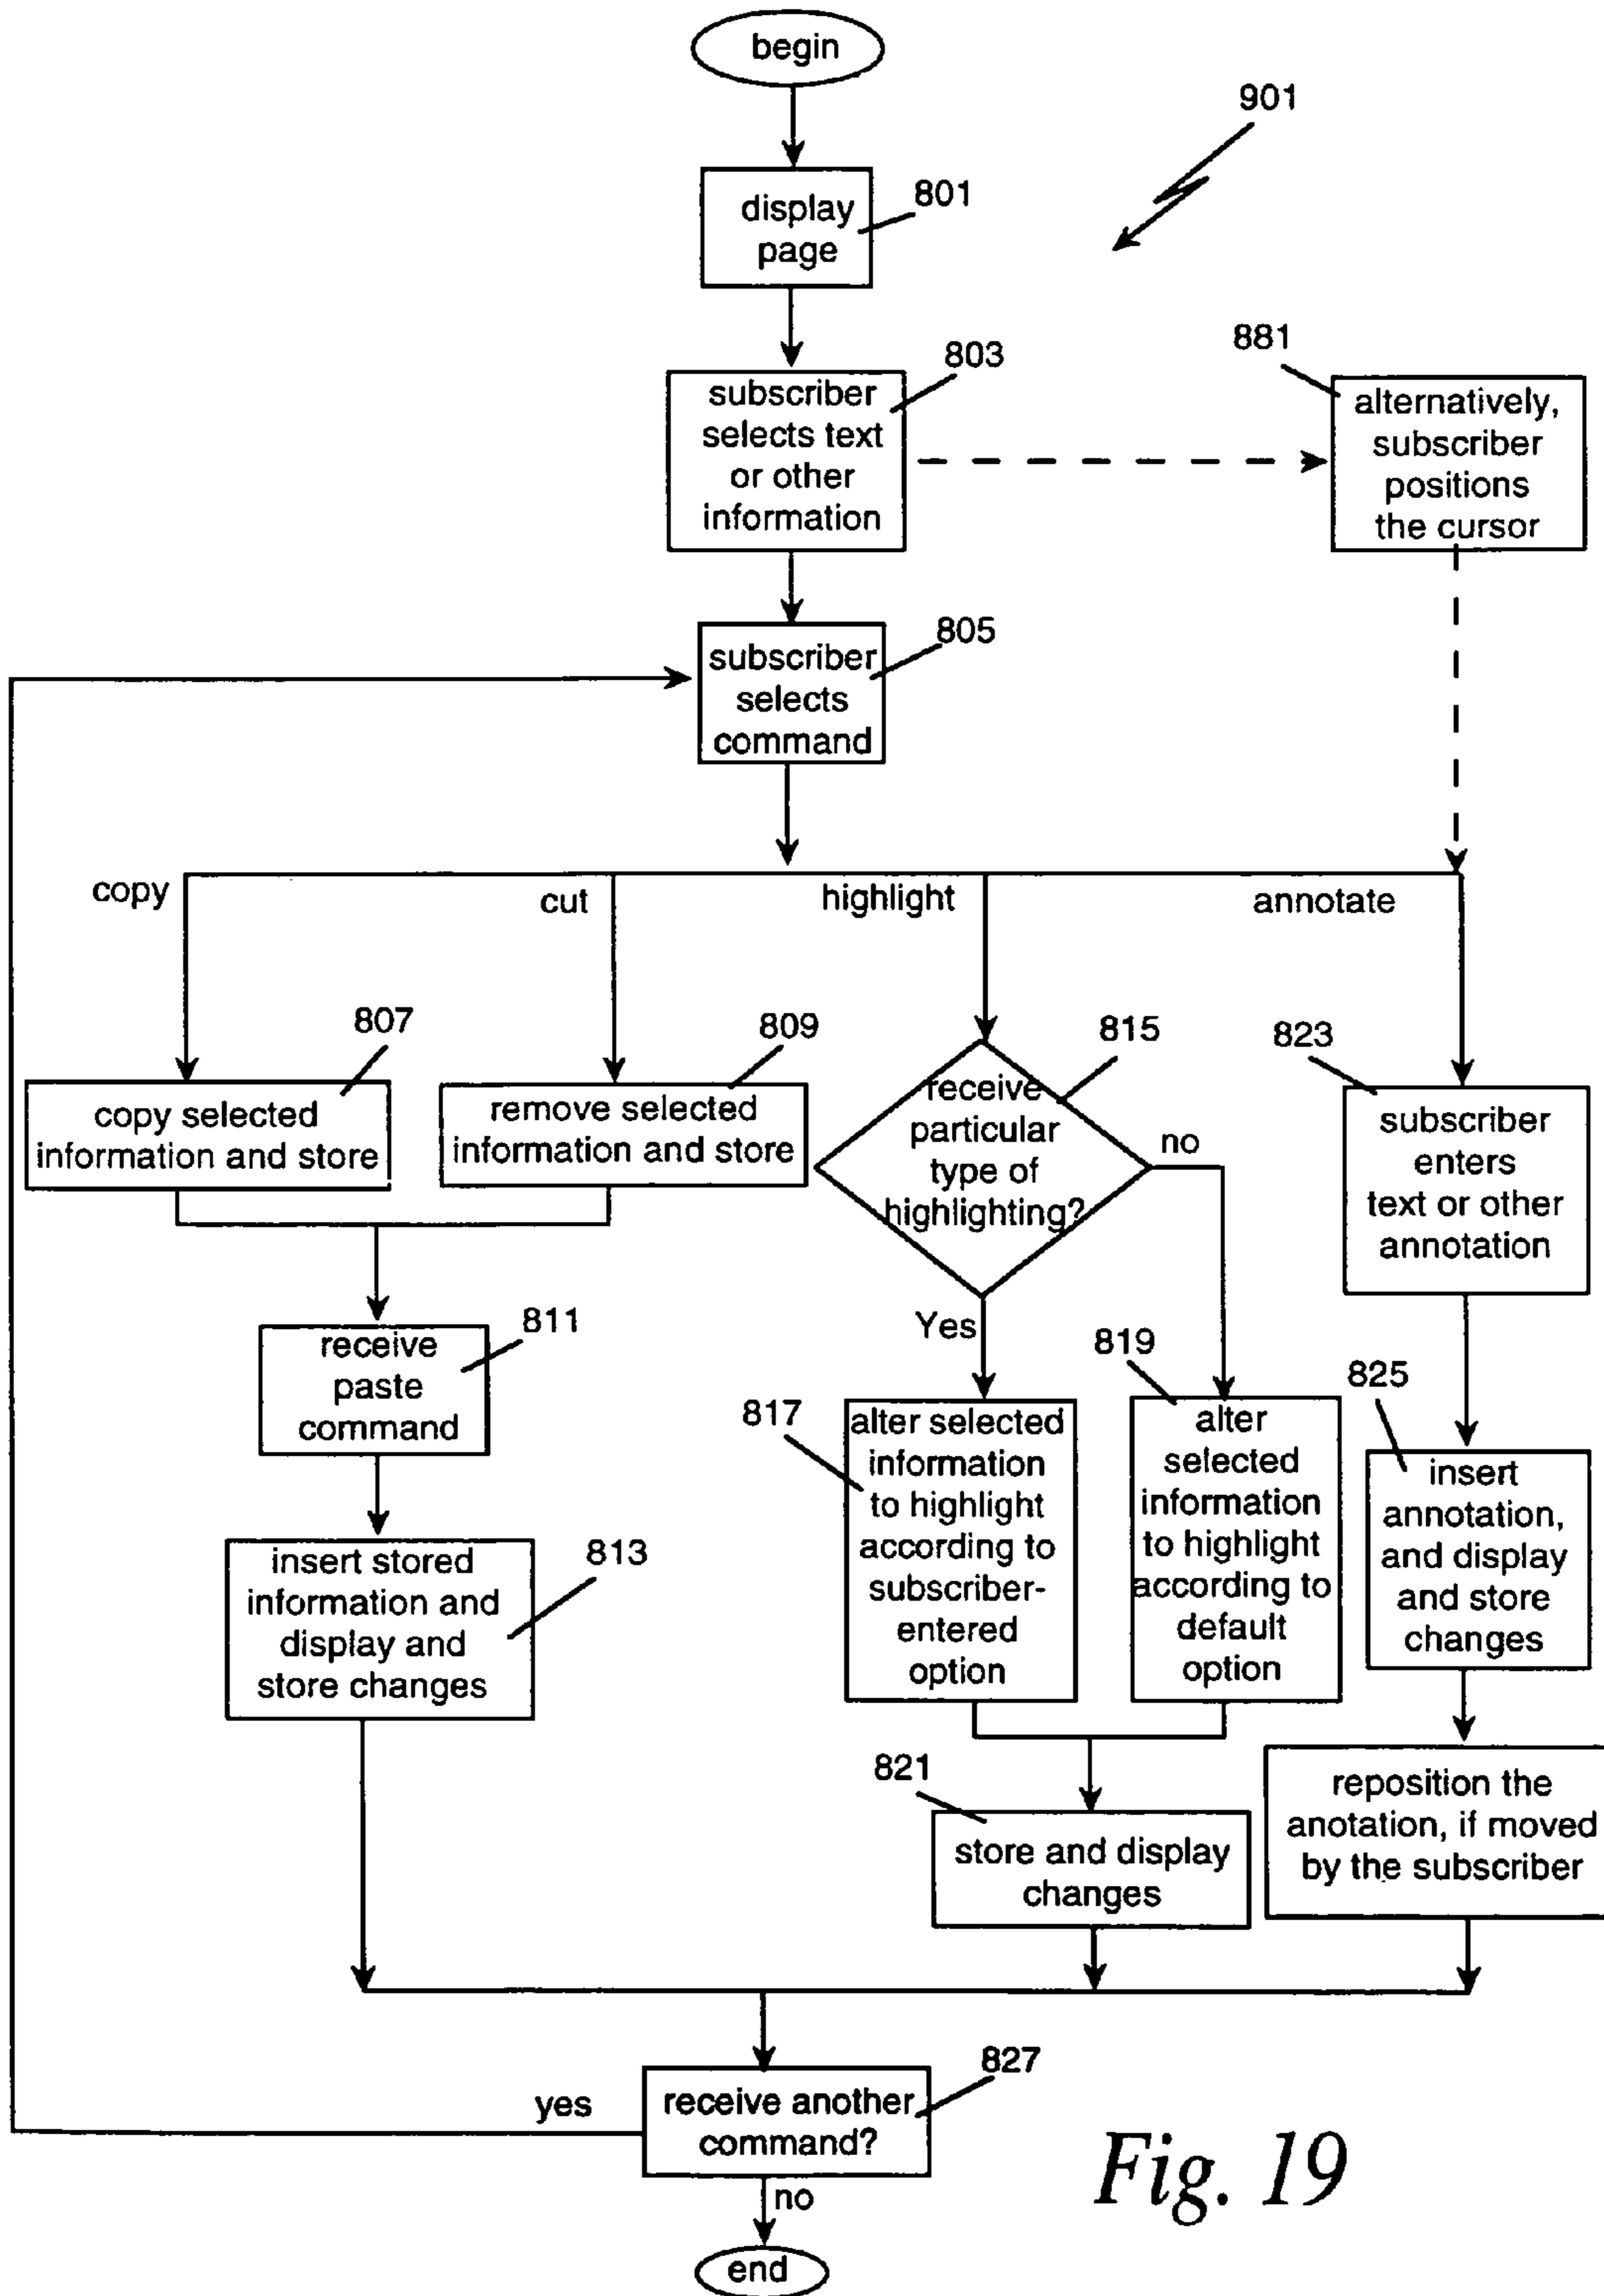 begin
901
801
display
page
803
subscriber
selects text
or other
information
881
alternatively,
subscriber
positions
the cursor
805
subscriber
selects
command
copy
cut
highlight
annotate
807
copy selected
information and store
809
remove selected
information and store
815
receive
particular
type of
highlighting?
no
Yes
823
subscriber
enters
text or other
annotation
811
receive
paste
command
813
insert stored
information and
display and
store changes
817
alter selected
information
to highlight
according to
subscriber-
entered
option
819
alter
selected
information
to highlight
according to
default
option
825
insert
annotation,
and display
and store
changes
821
store and display
changes
reposition the
anotation, if moved
by the subscriber
827
receive another
command?
yes
no
end
Fig. 19